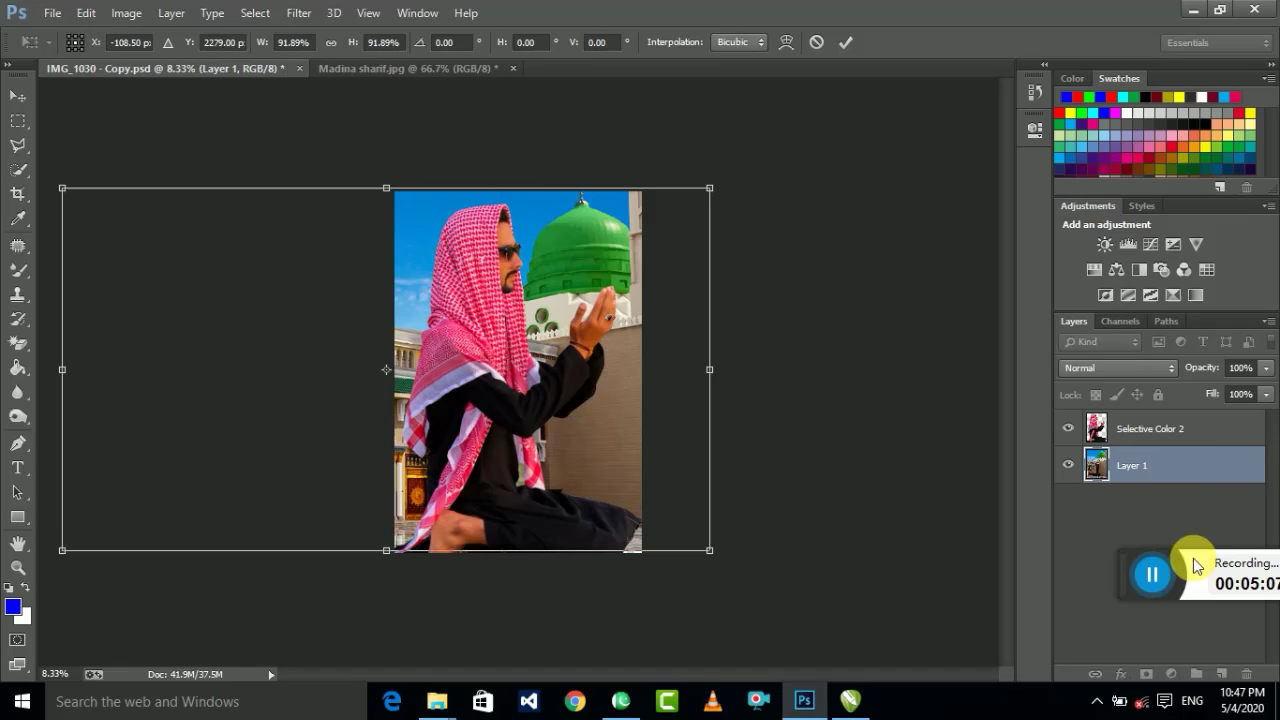 Ps File Edit Image Layer Type Select Filter 3D View Window Help
X: -108.50 px Y: 2279.00 px W: 91.89% H: 91.89% 0.00 ° H: 0.00 ° V: 0.00 ° Interpolation: Bicubic Essentials
IMG_1030 - Copy.psd @ 8.33% (Layer 1, RGB/8) * × Madina sharif.jpg @ 66.7% (RGB/8) * ×
Color Swatches
Adjustments Styles
Add an adjustment
Layers Channels Paths
Kind
Normal Opacity: 100%
Lock: Fill: 100%
Selective Color 2
Layer 1
Recording...
00:05:07
8.33% Doc: 41.9M/37.5M
Search the web and Windows
ENG
10:47 PM
5/4/2020